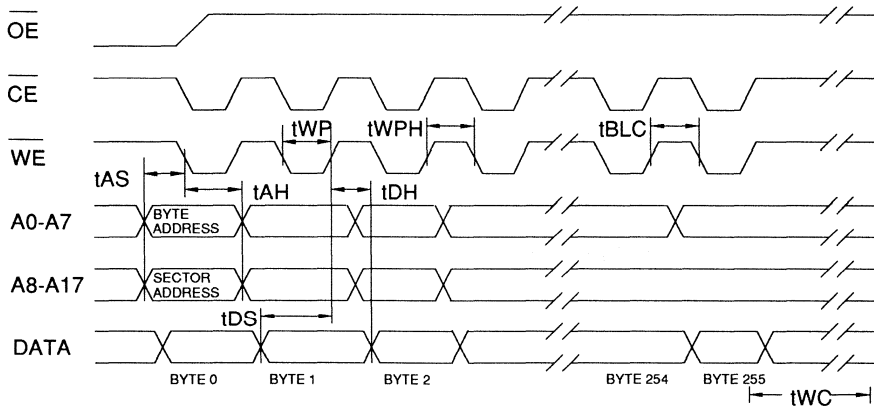 OE
CE
tWP tWPH tBLC
WE
tAS tAH tDH
A0-A7 BYTE ADDRESS
A8-A17 SECTOR ADDRESS
tDS
DATA
BYTE 0 BYTE 1 BYTE 2 BYTE 254 BYTE 255
tWC